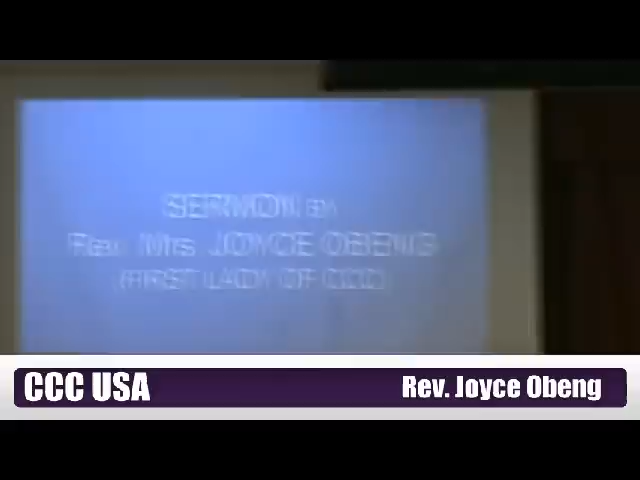 SERMON BY
Rev. Mrs. JOYCE OBENG
(FIRST LADY OF CCC)
CCC USA
Rev. Joyce Obeng